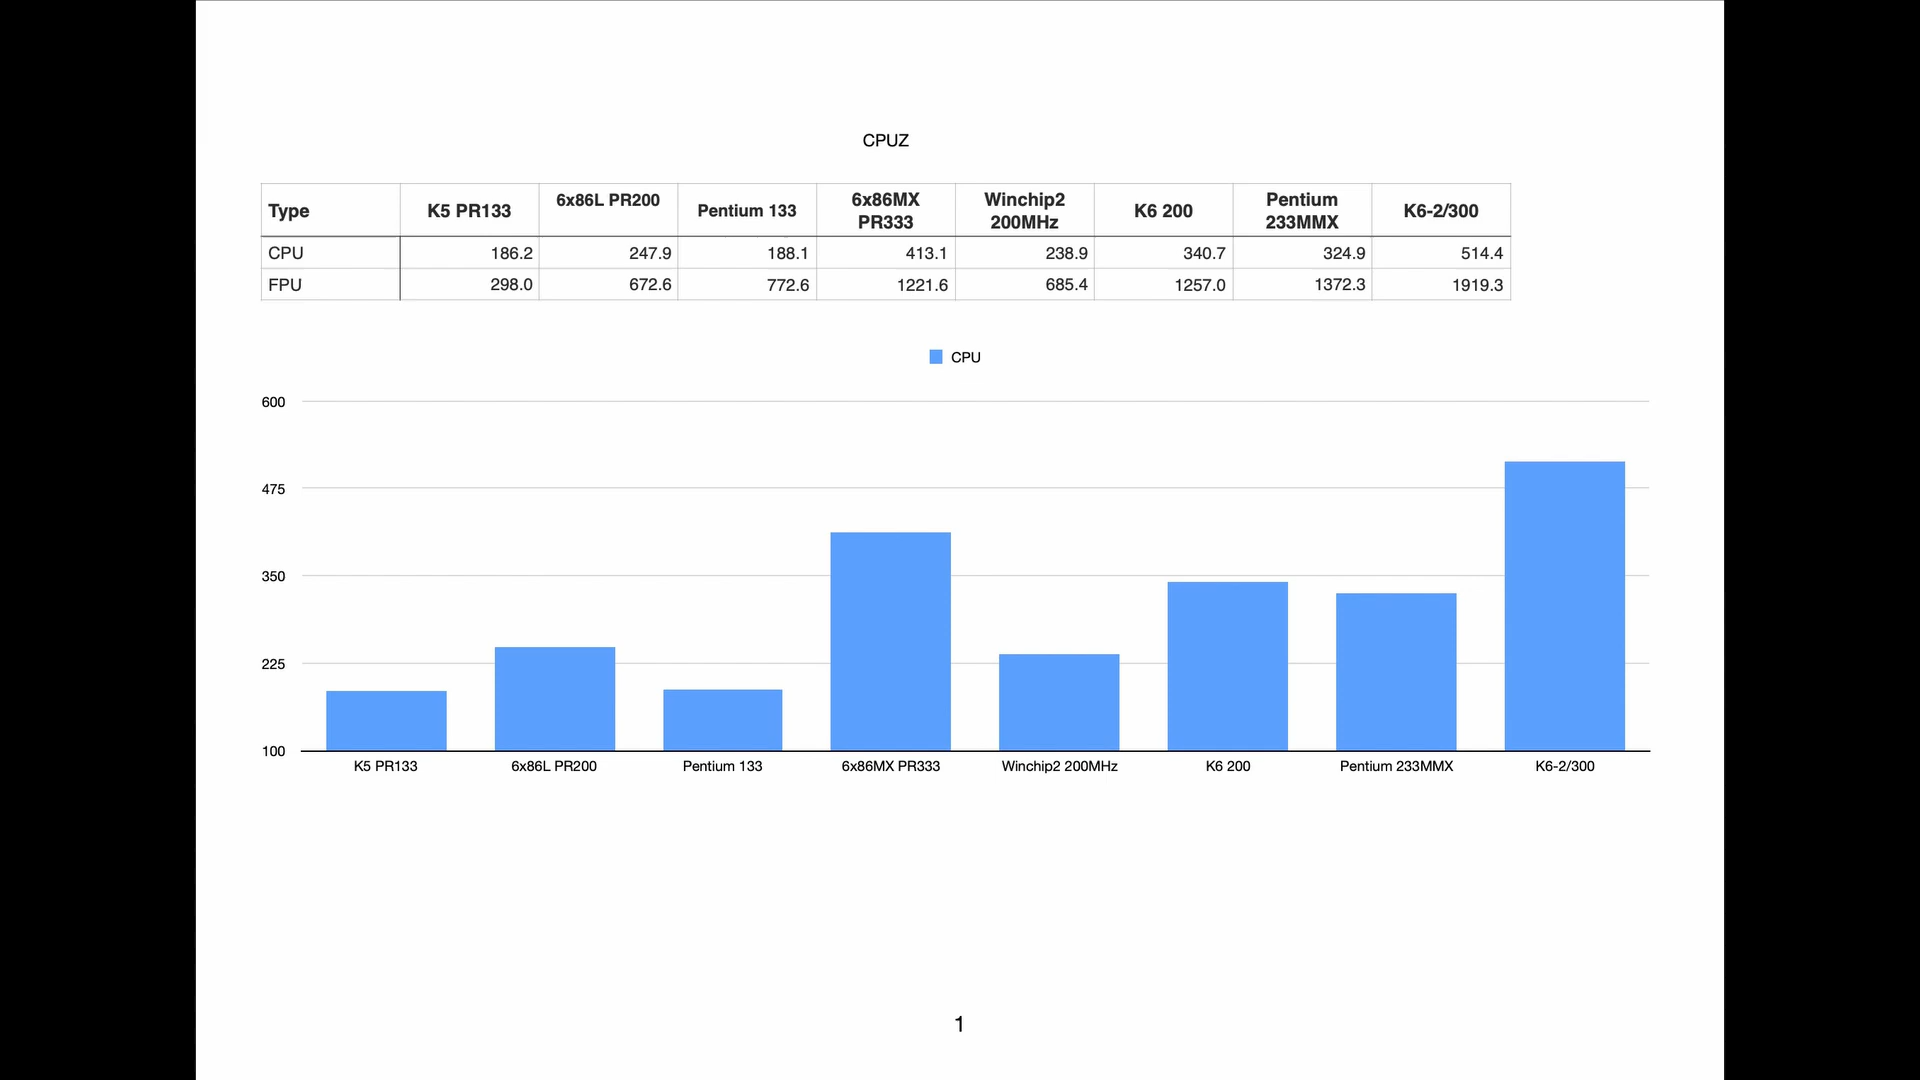 CPUZ
Type K5 PR133 6x86L PR200 Pentium 133 6x86MX PR333 Winchip2 200MHz K6 200 Pentium 233MMX K6-2/300
CPU 186.2 247.9 188.1 413.1 238.9 340.7 324.9 514.4
FPU 298.0 672.6 772.6 1221.6 685.4 1257.0 1372.3 1919.3
CPU
600
475
350
225
100
K5 PR133 6x86L PR200 Pentium 133 6x86MX PR333 Winchip2 200MHz K6 200 Pentium 233MMX K6-2/300
1